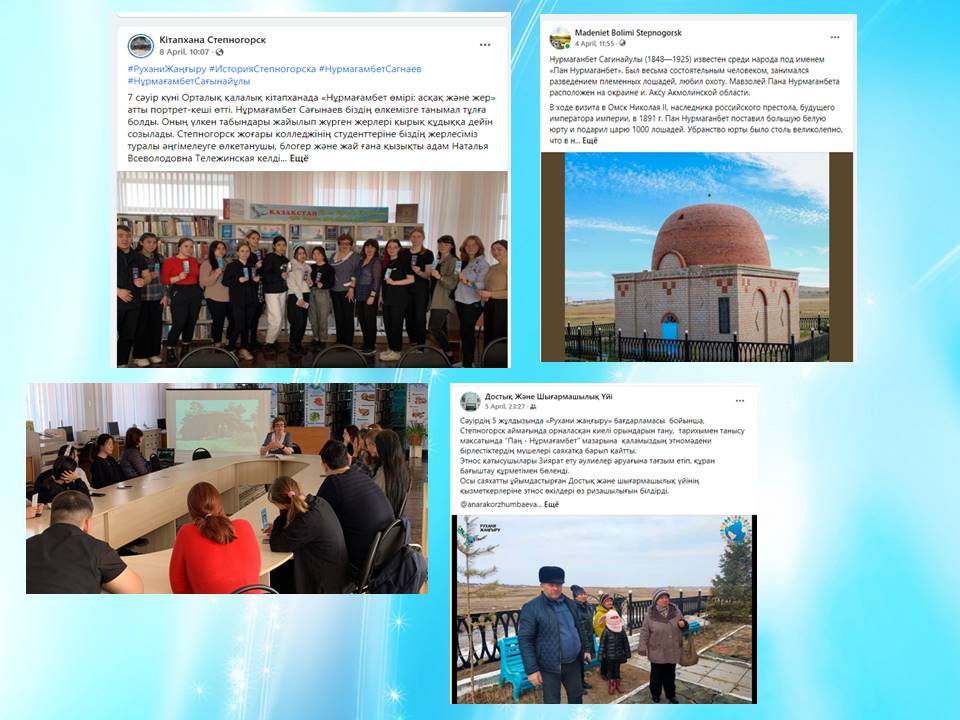 Кітапхана Степногорск
8 April, 10:07 ·
#РуханиЖаңғыру #ИсторияСтепногорска #НурмагамбетСагнаев
#НұрмағамбетСағынайұлы
7 сәуір күні Орталық қалалық кітапханада «Нұрмағамбет өмірі: асқақ және жер»
атты портрет-кеші өтті. Нұрмағамбет Сағынаев біздің өлкемізге танымал тұлға
болды. Оның үлкен табындары жайылып жүрген жерлері қырық құдыққа дейін
созылады. Степногорск жоғары колледжінің студенттеріне біздің жерлесіміз
туралы әңгімелеуге өлкетанушы, блогер және жай ғана қызықты адам Наталья
Всеволодовна Тележинская келді... Ещё
ҚАЗАҚСТАН
Madeniet Bolimi Stepnogorsk
4 April, 11:55 ·
Нурмаганбет Сагинайулы (1848—1925) известен среди народа под именем
«Пан Нурмаганбет». Был весьма состоятельным человеком, занимался
разведением племенных лошадей, любил охоту. Мавзолей Пана Нурмаганбета
расположен на окраине и. Аксу Акмолинской области.
В ходе визита в Омск Николая II, наследника российского престола, будущего
императора империи, в 1891 г. Пан Нурмаганбет поставил большую белую
юрту и подарил царю 1000 лошадей. Убранство юрты было столь великолепно,
что в н... Ещё
Достық Және Шығармашылық Үйі
5 April, 23:27 ·
Сәуірдің 5 жұлдызында «Рухани жаңғыру» бағдарламасы бойынша,
Степногорск аймағында орналасқан киелі орындарын тану, тарихымен танысу
мақсатында "Паң - Нұрмағамбет" мазарына қаламыздың этномәдени
бірлестіктердің мүшелері саяхатқа барып қайтты.
Этнос қатысушылары Зиярат ету әулиелер аруағына тағзым етіп, құран
бағыштау құрметімен бөленді.
Осы саяхатты ұйымдастырған Достық және шығармашылық үйінің
қызметкерлеріне этнос өкілдері өз ризашылығын білдірді.
@anarakorzhumbaeva... Ещё
РУХАНИ
ЖАҢҒЫРУ